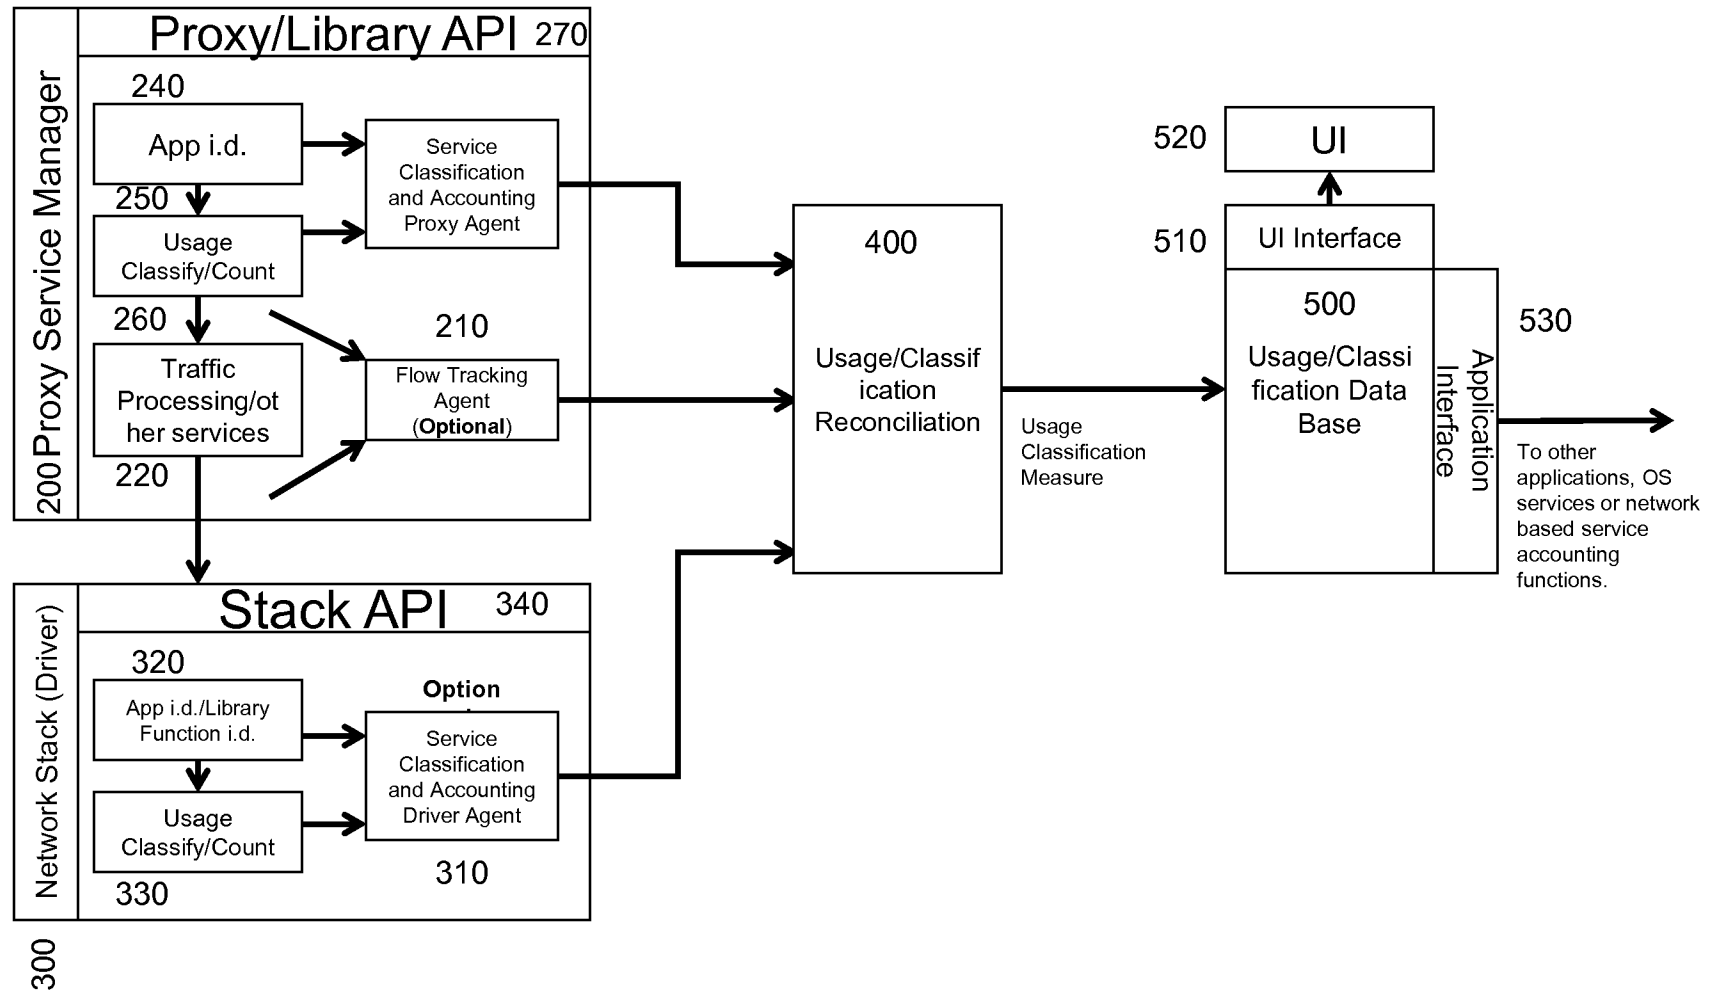 Proxy/Library API 270
200 Proxy Service Manager
240
App i.d.
250
Usage
Classify/Count
260
Traffic
Processing/ot
her services
220
Service
Classification
and Accounting
Proxy Agent
210
Flow Tracking
Agent
(Optional)
Stack API 340
Network Stack (Driver)
300
320
App i.d./Library
Function i.d.
Usage
Classify/Count
330
Option
Service
Classification
and Accounting
Driver Agent
310
400
Usage/Classif
ication
Reconciliation
Usage
Classification
Measure
520
UI
510
UI Interface
500
Usage/Classi
fication Data
Base
Application
Interface
530
To other
applications, OS
services or network
based service
accounting
functions.